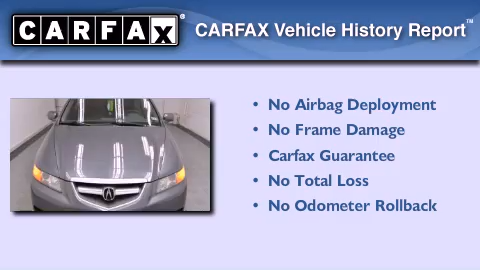 CARFAX® CARFAX Vehicle History Report™
• No Airbag Deployment
• No Frame Damage
• Carfax Guarantee
• No Total Loss
• No Odometer Rollback